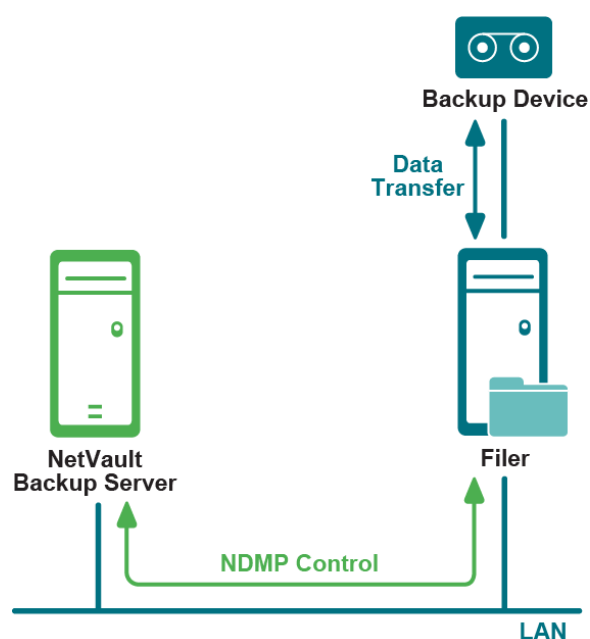 Backup Device
Data
Transfer
NetVault
Backup Server
Filer
NDMP Control
LAN